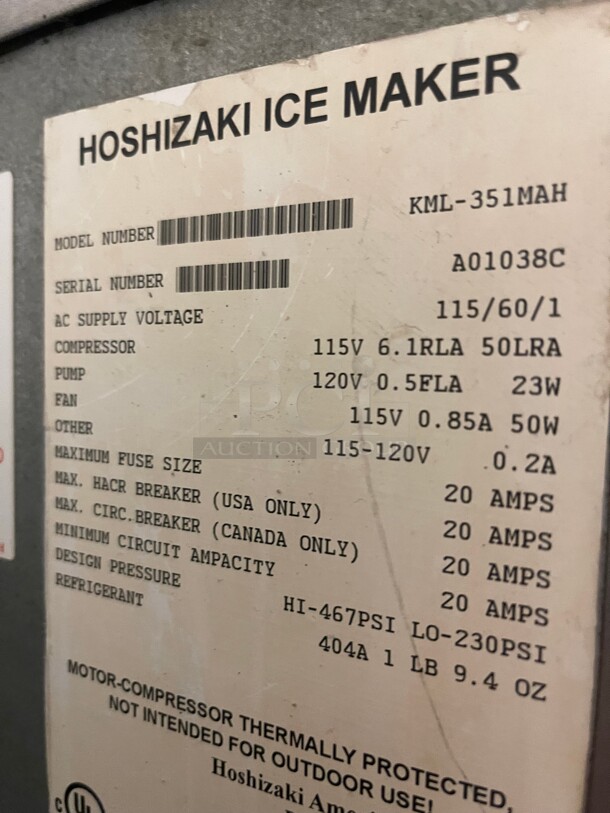 HOSHIZAKI ICE MAKER
MODEL NUMBER KML-351MAH
SERIAL NUMBER A01038C
AC SUPPLY VOLTAGE 115/60/1
COMPRESSOR 115V 6.1RLA 50LRA
PUMP 120V 0.5FLA 23W
FAN 115V 0.85A 50W
OTHER 115-120V 0.2A
MAXIMUM FUSE SIZE 20 AMPS
MAX. HACR BREAKER (USA ONLY) 20 AMPS
MAX. CIRC.BREAKER (CANADA ONLY) 20 AMPS
MINIMUM CIRCUIT AMPACITY 20 AMPS
DESIGN PRESSURE HI-467PSI LO-230PSI
REFRIGERANT 404A 1 LB 9.4 OZ
MOTOR-COMPRESSOR THERMALLY PROTECTED,
NOT INTENDED FOR OUTDOOR USE!
Hoshizaki
C UL
PCI
AUCTION